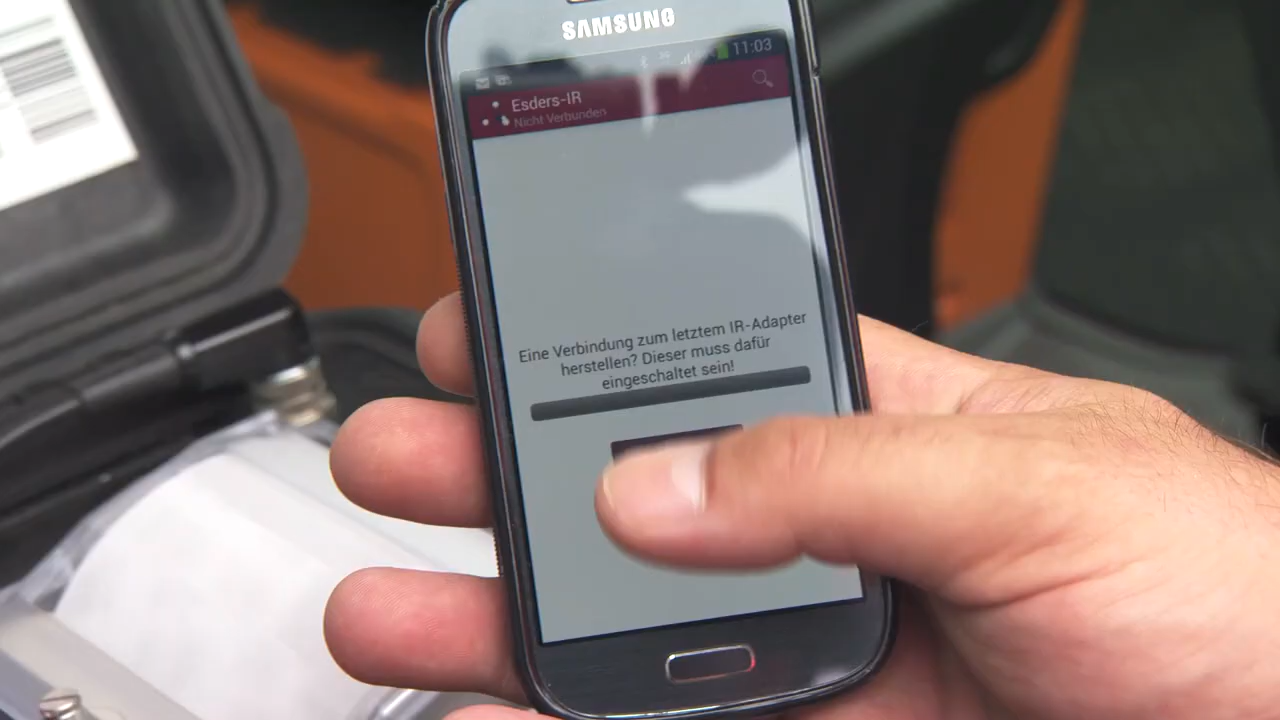 SAMSUNG
11:03
Esders-IR
Nicht Verbunden
Eine Verbindung zum letztem IR-Adapter
herstellen? Dieser muss dafür
eingeschaltet sein!